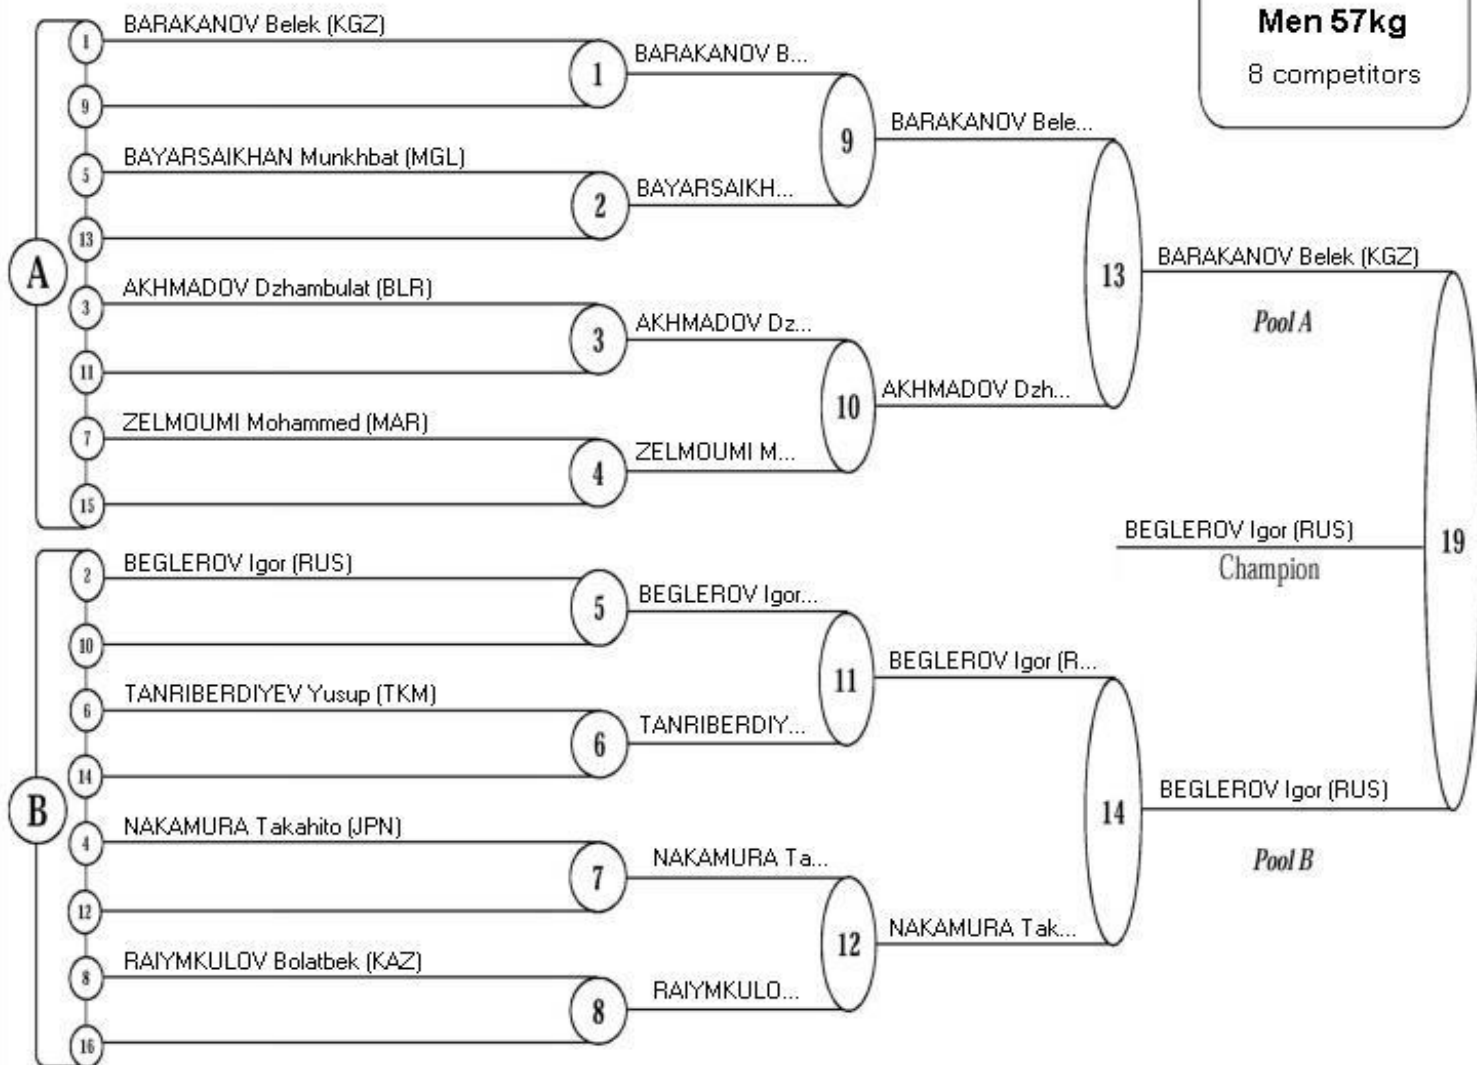 Men 57kg
8 competitors
A
1
BARAKANOV Belek (KGZ)
9
5
BAYARSAIKHAN Munkhbat (MGL)
13
3
AKHMADOV Dzhambulat (BLR)
11
7
ZELMOUMI Mohammed (MAR)
15
B
2
BEGLEROV Igor (RUS)
10
6
TANRIBERDIYEV Yusup (TKM)
14
4
NAKAMURA Takahito (JPN)
12
8
RAIYMKULOV Bolatbek (KAZ)
16
1
BARAKANOV B...
2
BAYARSAIKH...
3
AKHMADOV Dz...
4
ZELMOUMI M...
5
BEGLEROV Igor...
6
TANRIBERDIY...
7
NAKAMURA Ta...
8
RAIYMKULO...
9
BARAKANOV Bele...
10
AKHMADOV Dzh...
11
BEGLEROV Igor (R...
12
NAKAMURA Tak...
13
BARAKANOV Belek (KGZ)
Pool A
14
BEGLEROV Igor (RUS)
Pool B
19
BEGLEROV Igor (RUS)
Champion